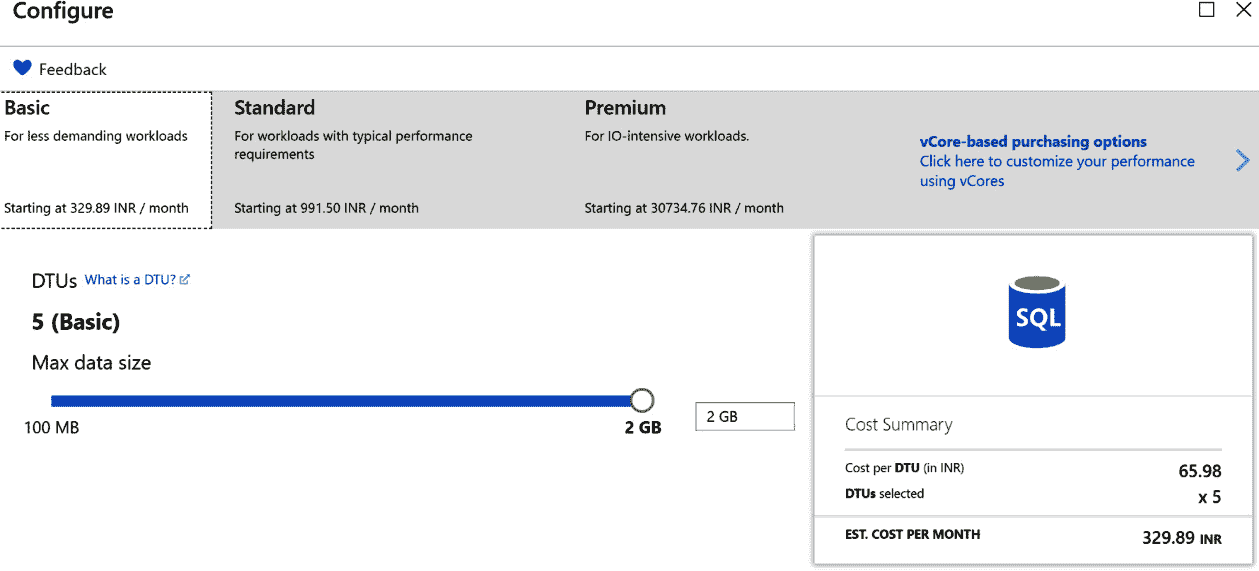 Configure
Feedback
Basic
For less demanding workloads
Starting at 329.89 INR / month
Standard
For workloads with typical performance
requirements
Starting at 991.50 INR / month
Premium
For IO-intensive workloads.
Starting at 30734.76 INR / month
vCore-based purchasing options
Click here to customize your performance
using vCores
DTUs What is a DTU?
5 (Basic)
Max data size
100 MB
2 GB
2 GB
SQL
Cost Summary
Cost per DTU (in INR) 65.98
DTUs selected x 5
EST. COST PER MONTH 329.89 INR